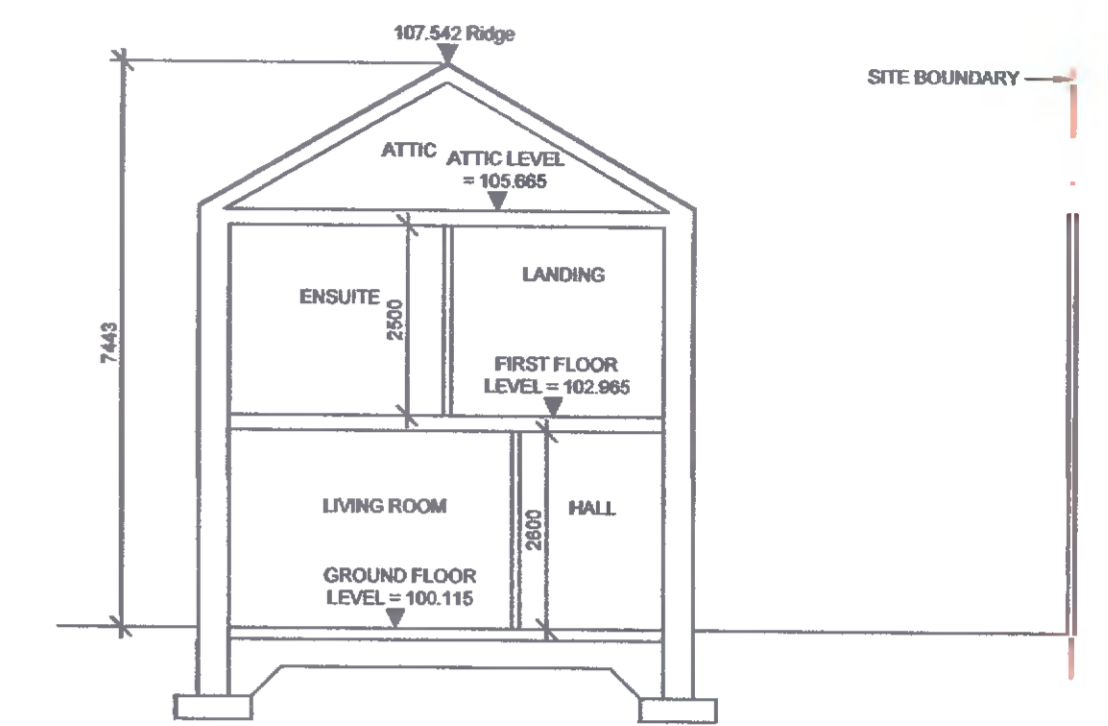 107.542 Ridge
SITE BOUNDARY
ATTIC
ATTIC LEVEL
= 105.665
LANDING
ENSUITE
2500
7443
FIRST FLOOR
LEVEL = 102.965
LIVING ROOM
HALL
2600
GROUND FLOOR
LEVEL = 100.115